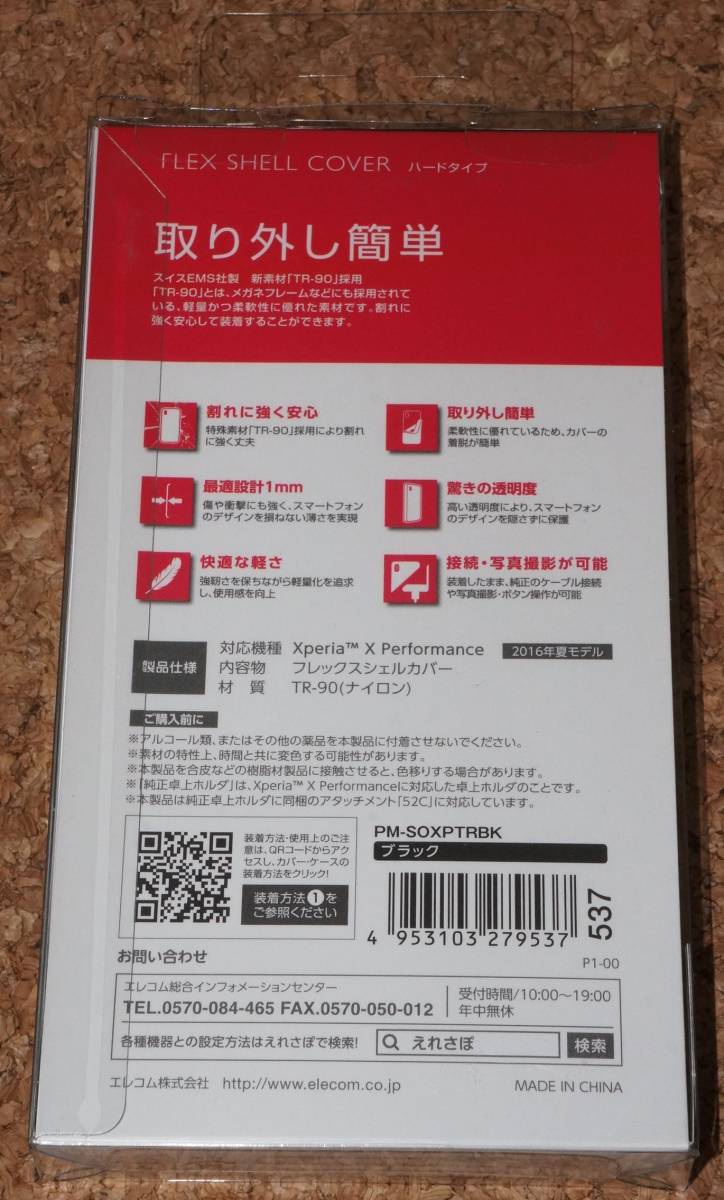 FLEX SHELL COVER ハードタイプ
取り外し簡単
スイスEMS社製 新素材「TR-90」採用
「TR-90」とは、メガネフレームなどにも採用されて
いる、軽量かつ柔軟性に優れた素材です。割れに
強く安心して装着することができます。
割れに強く安心
特殊素材「TR-90」採用により割れ
に強く丈夫
取り外し簡単
柔軟性に優れているため、カバーの
着脱が簡単
最適設計1mm
傷や衝撃にも強く、スマートフォン
のデザインを損ねない薄さを実現
驚きの透明度
高い透明度により、スマートフォン
のデザインを隠さずに保護
快適な軽さ
強靭さを保ちながら軽量化を追求
し、使用感を向上
接続・写真撮影が可能
装着したまま、純正のケーブル接続
や写真撮影・ボタン操作が可能
製品仕様
対応機種 Xperia™ X Performance 2016年夏モデル
内容物 フレックスシェルカバー
材質 TR-90(ナイロン)
ご購入前に
※アルコール類、またはその他の薬品を本製品に付着させないでください。
※素材の特性上、時間と共に変色する可能性があります。
※本製品を合皮などの樹脂材製品に接触させると、色移りする場合があります。
※「純正卓上ホルダ」は、Xperia™ X Performanceに対応した卓上ホルダのことです。
※本製品は純正卓上ホルダに同梱のアタッチメント「52C」に対応しています。
装着方法・使用上のご注
意は、QRコードからアク
セスし、カバー・ケースの
装着方法をクリック!
装着方法1を
ご参照ください
PM-SOXPTRBK
ブラック
4 953103 279537
537
P1-00
お問い合わせ
エレコム総合インフォメーションセンター
TEL.0570-084-465 FAX.0570-050-012
受付時間/10:00～19:00
年中無休
各種機器との設定方法はえれさぽで検索!
えれさぽ 検索
エレコム株式会社 http://www.elecom.co.jp
MADE IN CHINA